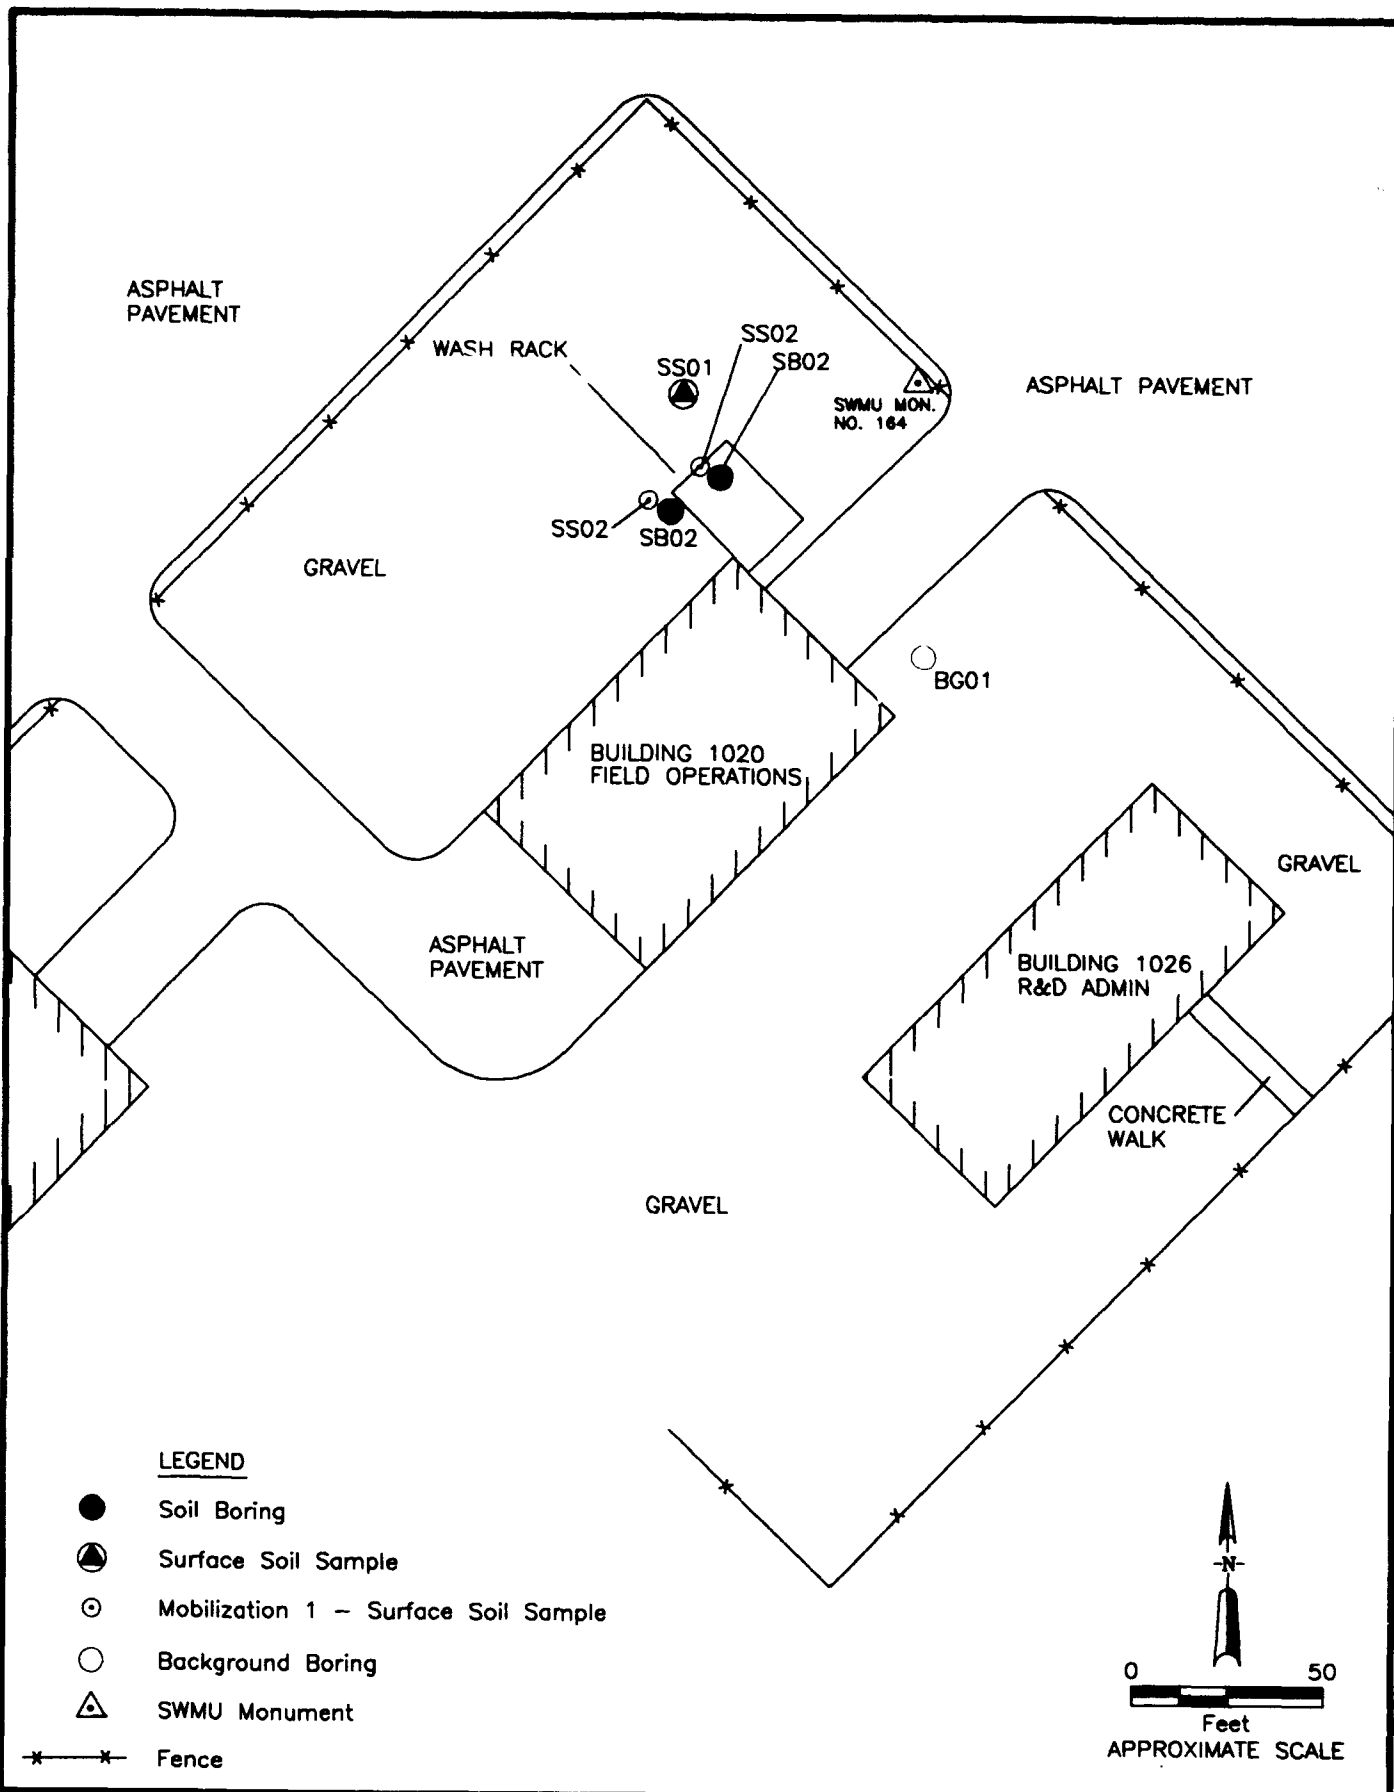 ASPHALT
PAVEMENT
WASH RACK
SS01
SS02
SB02
SWMU MON.
NO. 164
ASPHALT PAVEMENT
SS02
SB02
GRAVEL
BG01
BUILDING 1020
FIELD OPERATIONS
GRAVEL
ASPHALT
PAVEMENT
BUILDING 1026
R&D ADMIN
CONCRETE
WALK
GRAVEL
LEGEND
Soil Boring
Surface Soil Sample
Mobilization 1 – Surface Soil Sample
Background Boring
SWMU Monument
Fence
N
0 50
Feet
APPROXIMATE SCALE